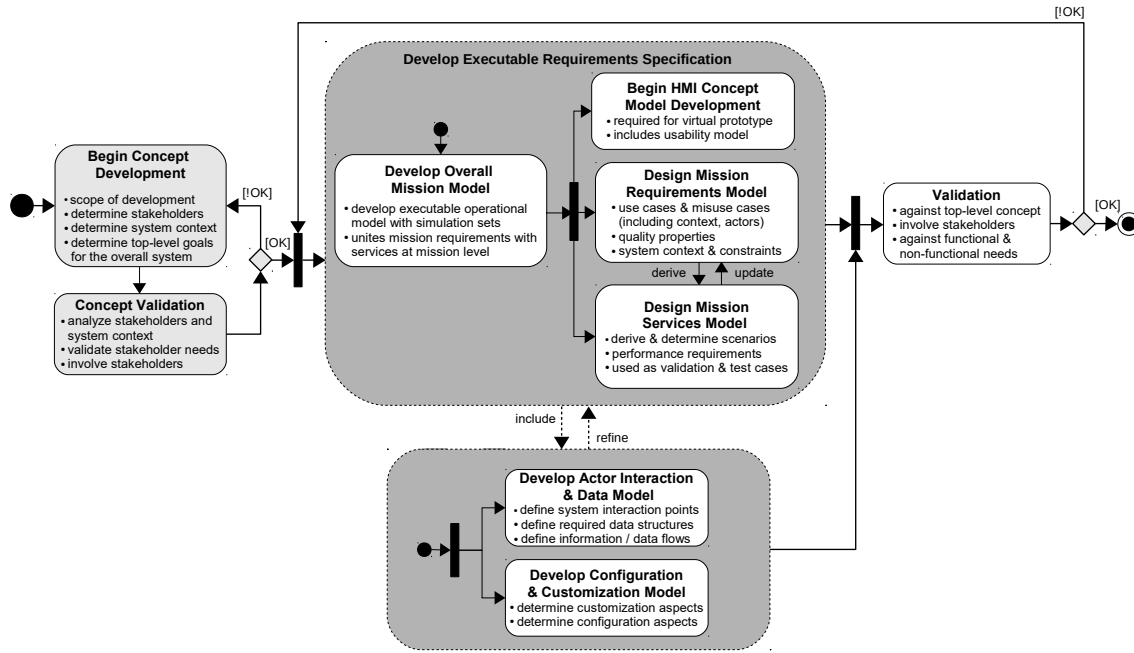 [!OK]
Develop Executable Requirements Specification
Begin HMI Concept
Model Development
• required for virtual prototype
• includes usability model
Begin Concept
Development
• scope of development
• determine stakeholders
• determine system context
• determine top-level goals
for the overall system
[!OK]
[OK]
Concept Validation
• analyze stakeholders and
system context
• validate stakeholder needs
• involve stakeholders
Develop Overall
Mission Model
• develop executable operational
model with simulation sets
• unites mission requirements with
services at mission level
Design Mission
Requirements Model
• use cases & misuse cases
(including context, actors)
• quality properties
• system context & constraints
derive
update
Design Mission
Services Model
• derive & determine scenarios
• performance requirements
• used as validation & test cases
Validation
• against top-level concept
• involve stakeholders
• against functional &
non-functional needs
[OK]
include
refine
Develop Actor Interaction
& Data Model
• define system interaction points
• define required data structures
• define information / data flows
Develop Configuration
& Customization Model
• determine customization aspects
• determine configuration aspects